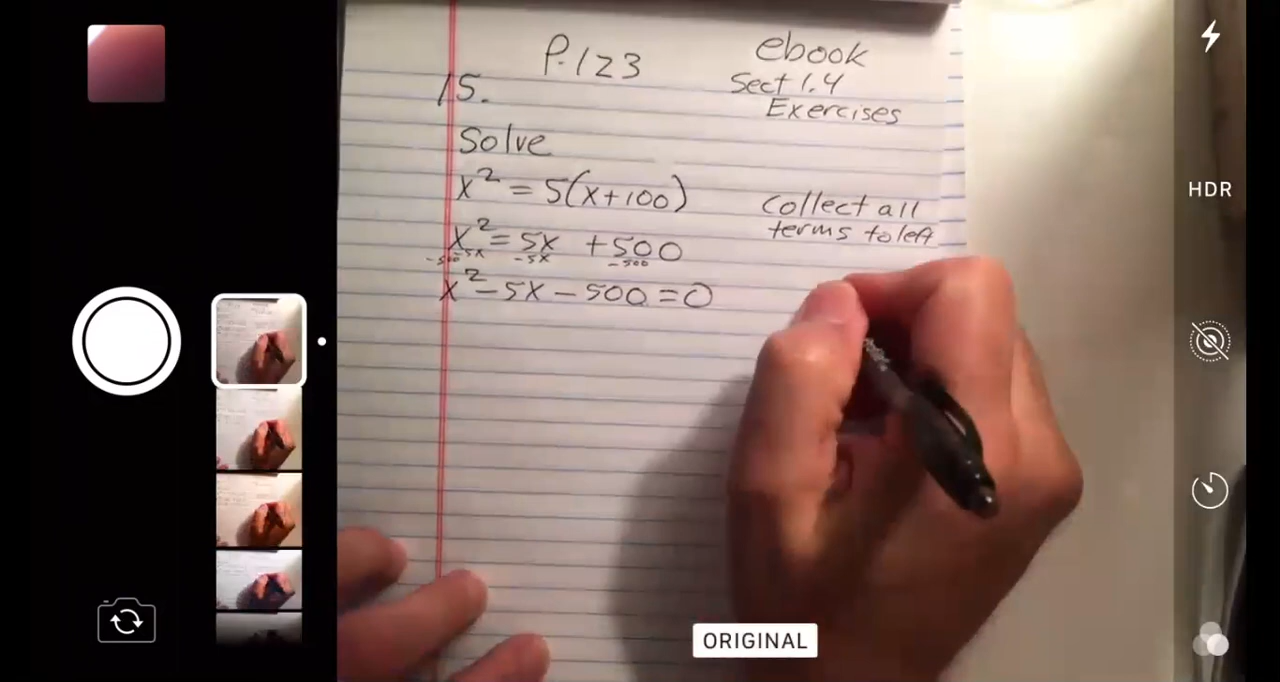 P.123
ebook
Sect 1.4
Exercises
15.
Solve
x² = 5(x+100)
collect all
terms to left
x² = 5x + 500
-500 -5x -5x -500
x² - 5x - 500 = 0
HDR
ORIGINAL